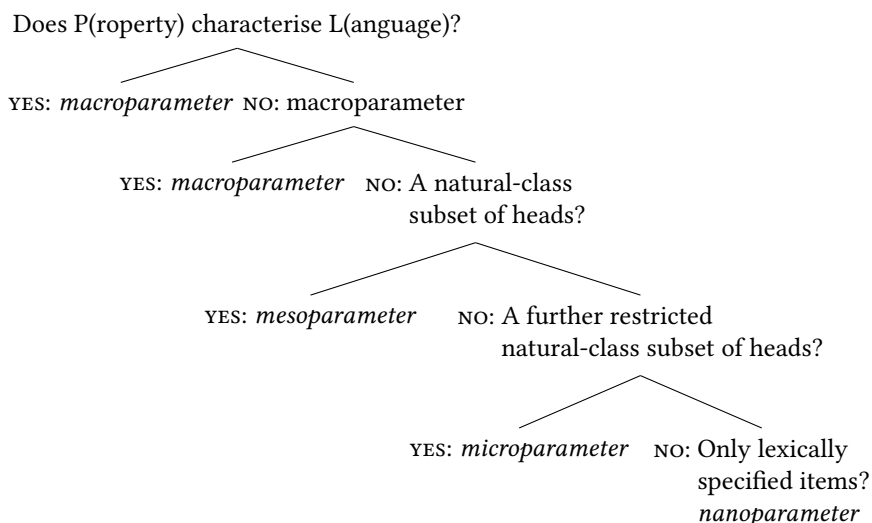 Does P(roperty) characterise L(anguage)?
YES: macroparameter NO: macroparameter
YES: macroparameter NO: A natural-class
subset of heads?
YES: mesoparameter NO: A further restricted
natural-class subset of heads?
YES: microparameter NO: Only lexically
specified items?
nanoparameter